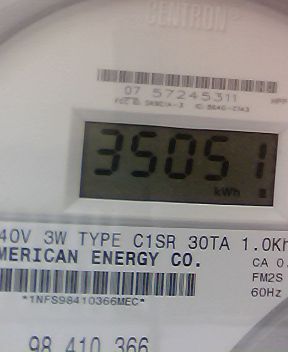 CENTRON®
07 57245311
HPP
35051
kWh
40V 3W TYPE C1SR 30TA 1.0Kh
MERICAN ENERGY CO.
CA 0.
FM2S
60Hz
*1NFS98410366MEC*
98 410 366